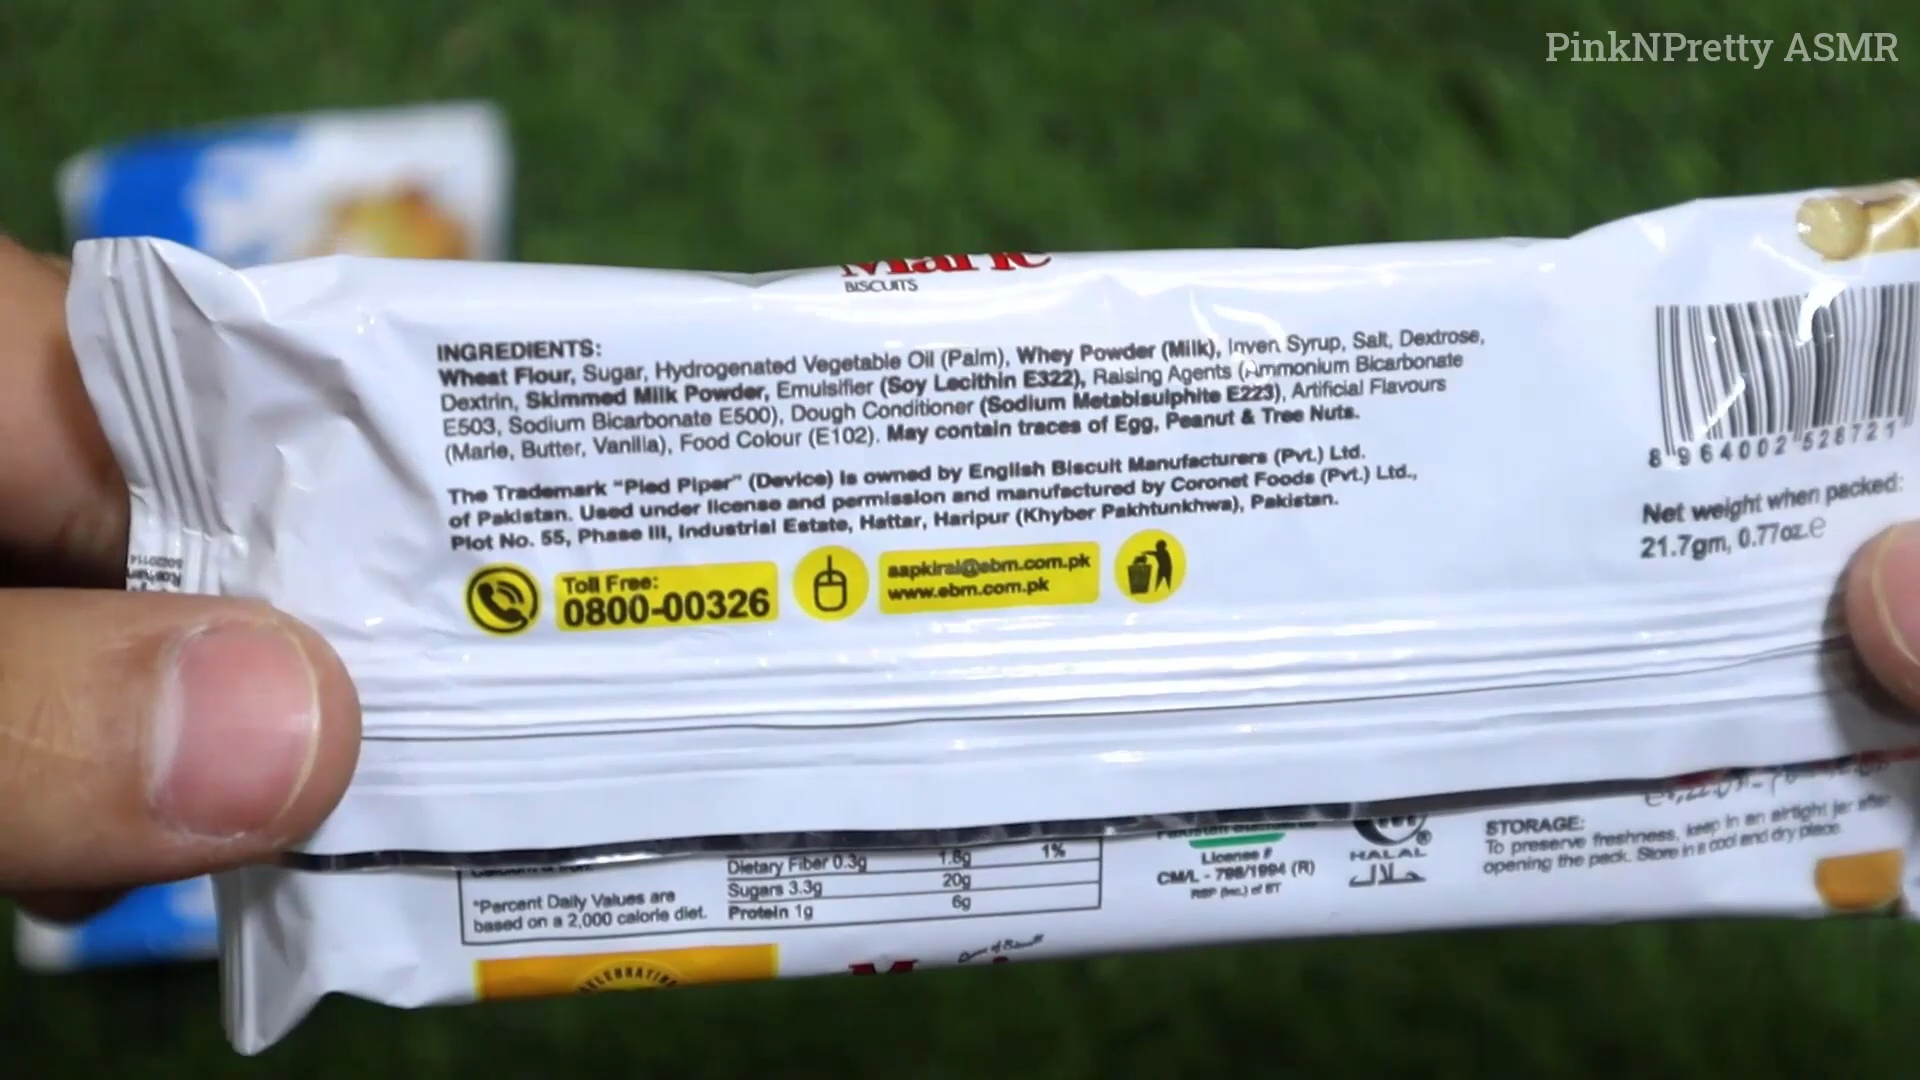 PinkNPretty ASMR
Marie
BISCUITS
INGREDIENTS:
Wheat Flour, Sugar, Hydrogenated Vegetable Oil (Palm), Whey Powder (Milk), Inven Syrup, Salt, Dextrose,
Dextrin, Skimmed Milk Powder, Emulsifier (Soy Lecithin E322), Raising Agents (Ammonium Bicarbonate
E503, Sodium Bicarbonate E500), Dough Conditioner (Sodium Metabisulphite E223), Artificial Flavours
(Marie, Butter, Vanilla), Food Colour (E102). May contain traces of Egg, Peanut & Tree Nuts.
The Trademark "Pied Piper" (Device) is owned by English Biscuit Manufacturers (Pvt.) Ltd.
of Pakistan. Used under license and permission and manufactured by Coronet Foods (Pvt.) Ltd.,
Plot No. 55, Phase III, Industrial Estate, Hattar, Haripur (Khyber Pakhtunkhwa), Pakistan.
Toll Free:
0800-00326
aapkirai@ebm.com.pk
www.ebm.com.pk
8 964002 528721
Net weight when packed:
21.7gm, 0.77oz.e
*Percent Daily Values are
based on a 2,000 calorie diet.
Dietary Fiber 0.3g 1.8g 1%
Sugars 3.3g 20g
Protein 1g 6g
License #
CM/L - 798/1994 (R)
HALAL
حلال
STORAGE:
To preserve freshness, keep in an airtight jar after
opening the pack. Store in a cool and dry place.
CELEBRATING